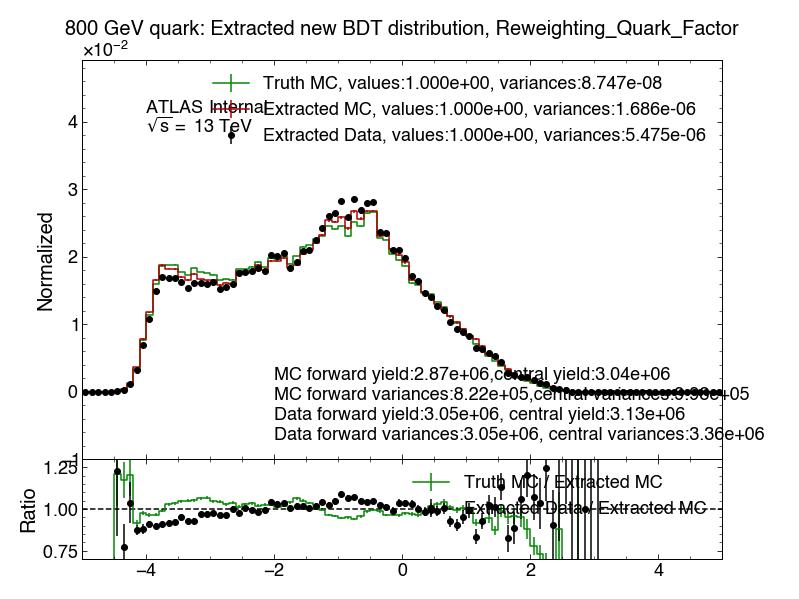 800 GeV quark: Extracted new BDT distribution, Reweighting_Quark_Factor
×10−2
Truth MC, values:1.000e+00, variances:8.747e-08
ATLAS Internal
Extracted MC, values:1.000e+00, variances:1.686e-06
√s = 13 TeV
Extracted Data, values:1.000e+00, variances:5.475e-06
4
3
2
1
0
Normalized
MC forward yield:2.87e+06,central yield:3.04e+06
MC forward variances:8.22e+05,central variances:
Data forward yield:3.05e+06, central yield:3.13e+06
Data forward variances:3.05e+06, central variances:3.36e+06
1.25
1.00
0.75
Ratio
Truth MC / Extracted MC
Extracted Data / Extracted MC
−4
−2
0
2
4